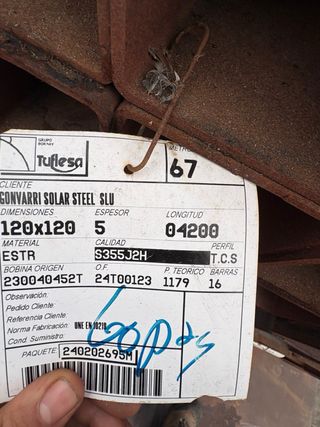 GRUPO BORNAY
Tuflesa
METROS
67
CLIENTE
GONVARRI SOLAR STEEL SLU
DIMENSIONES ESPESOR LONGITUD
120x120 5 04200
MATERIAL CALIDAD PERFIL
ESTR S355J2H T.C.S
BOBINA ORIGEN O.F. P. TEORICO BARRAS
230040452T 24T00123 1179 16
Observación:
Pedido Cliente:
Referencia Cliente:
Norma Fabricación: UNE EN 10219
Cond. Suministro:
PAQUETE 240202695M